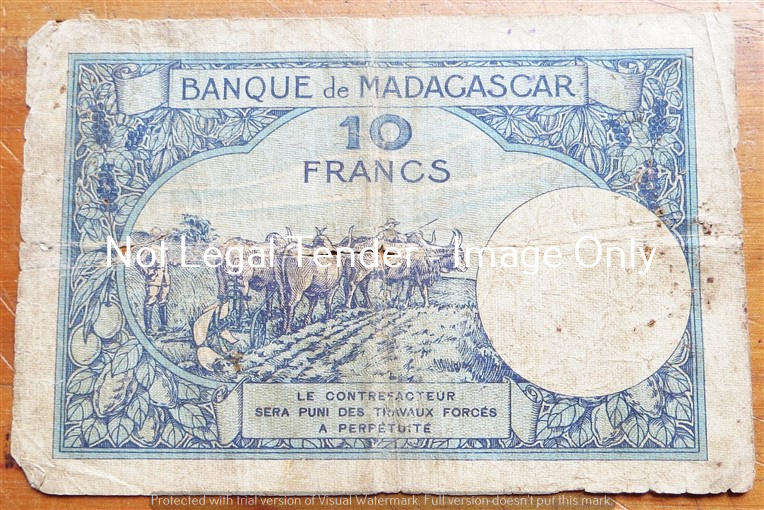 BANQUE de MADAGASCAR
10
FRANCS
Not Legal Tender - Image Only
LE CONTREFACTEUR
SERA PUNI DES TRAVAUX FORCÉS
A PERPÉTUITÉ
Protected with trial version of Visual Watermark. Full version doesn't put this mark.